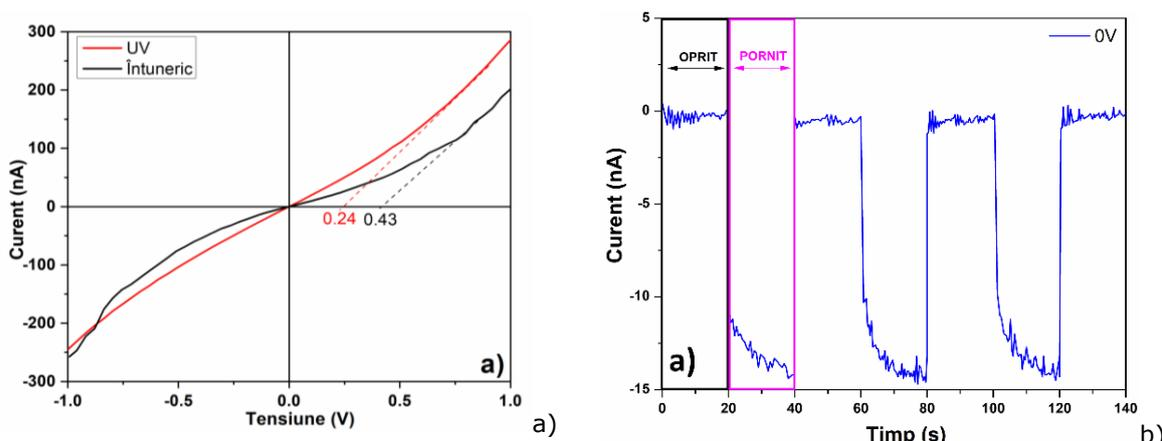 300
200
100
0
-100
-200
-300
-1.0
-0.5
0.0
0.5
1.0
Curent (nA)
Tensiune (V)
UV
Întuneric
0.24
0.43
a)
a)
5
0
-5
-10
-15
0
20
40
60
80
100
120
140
Curent (nA)
Timp (s)
OPRIT
PORNIT
0V
a)
b)